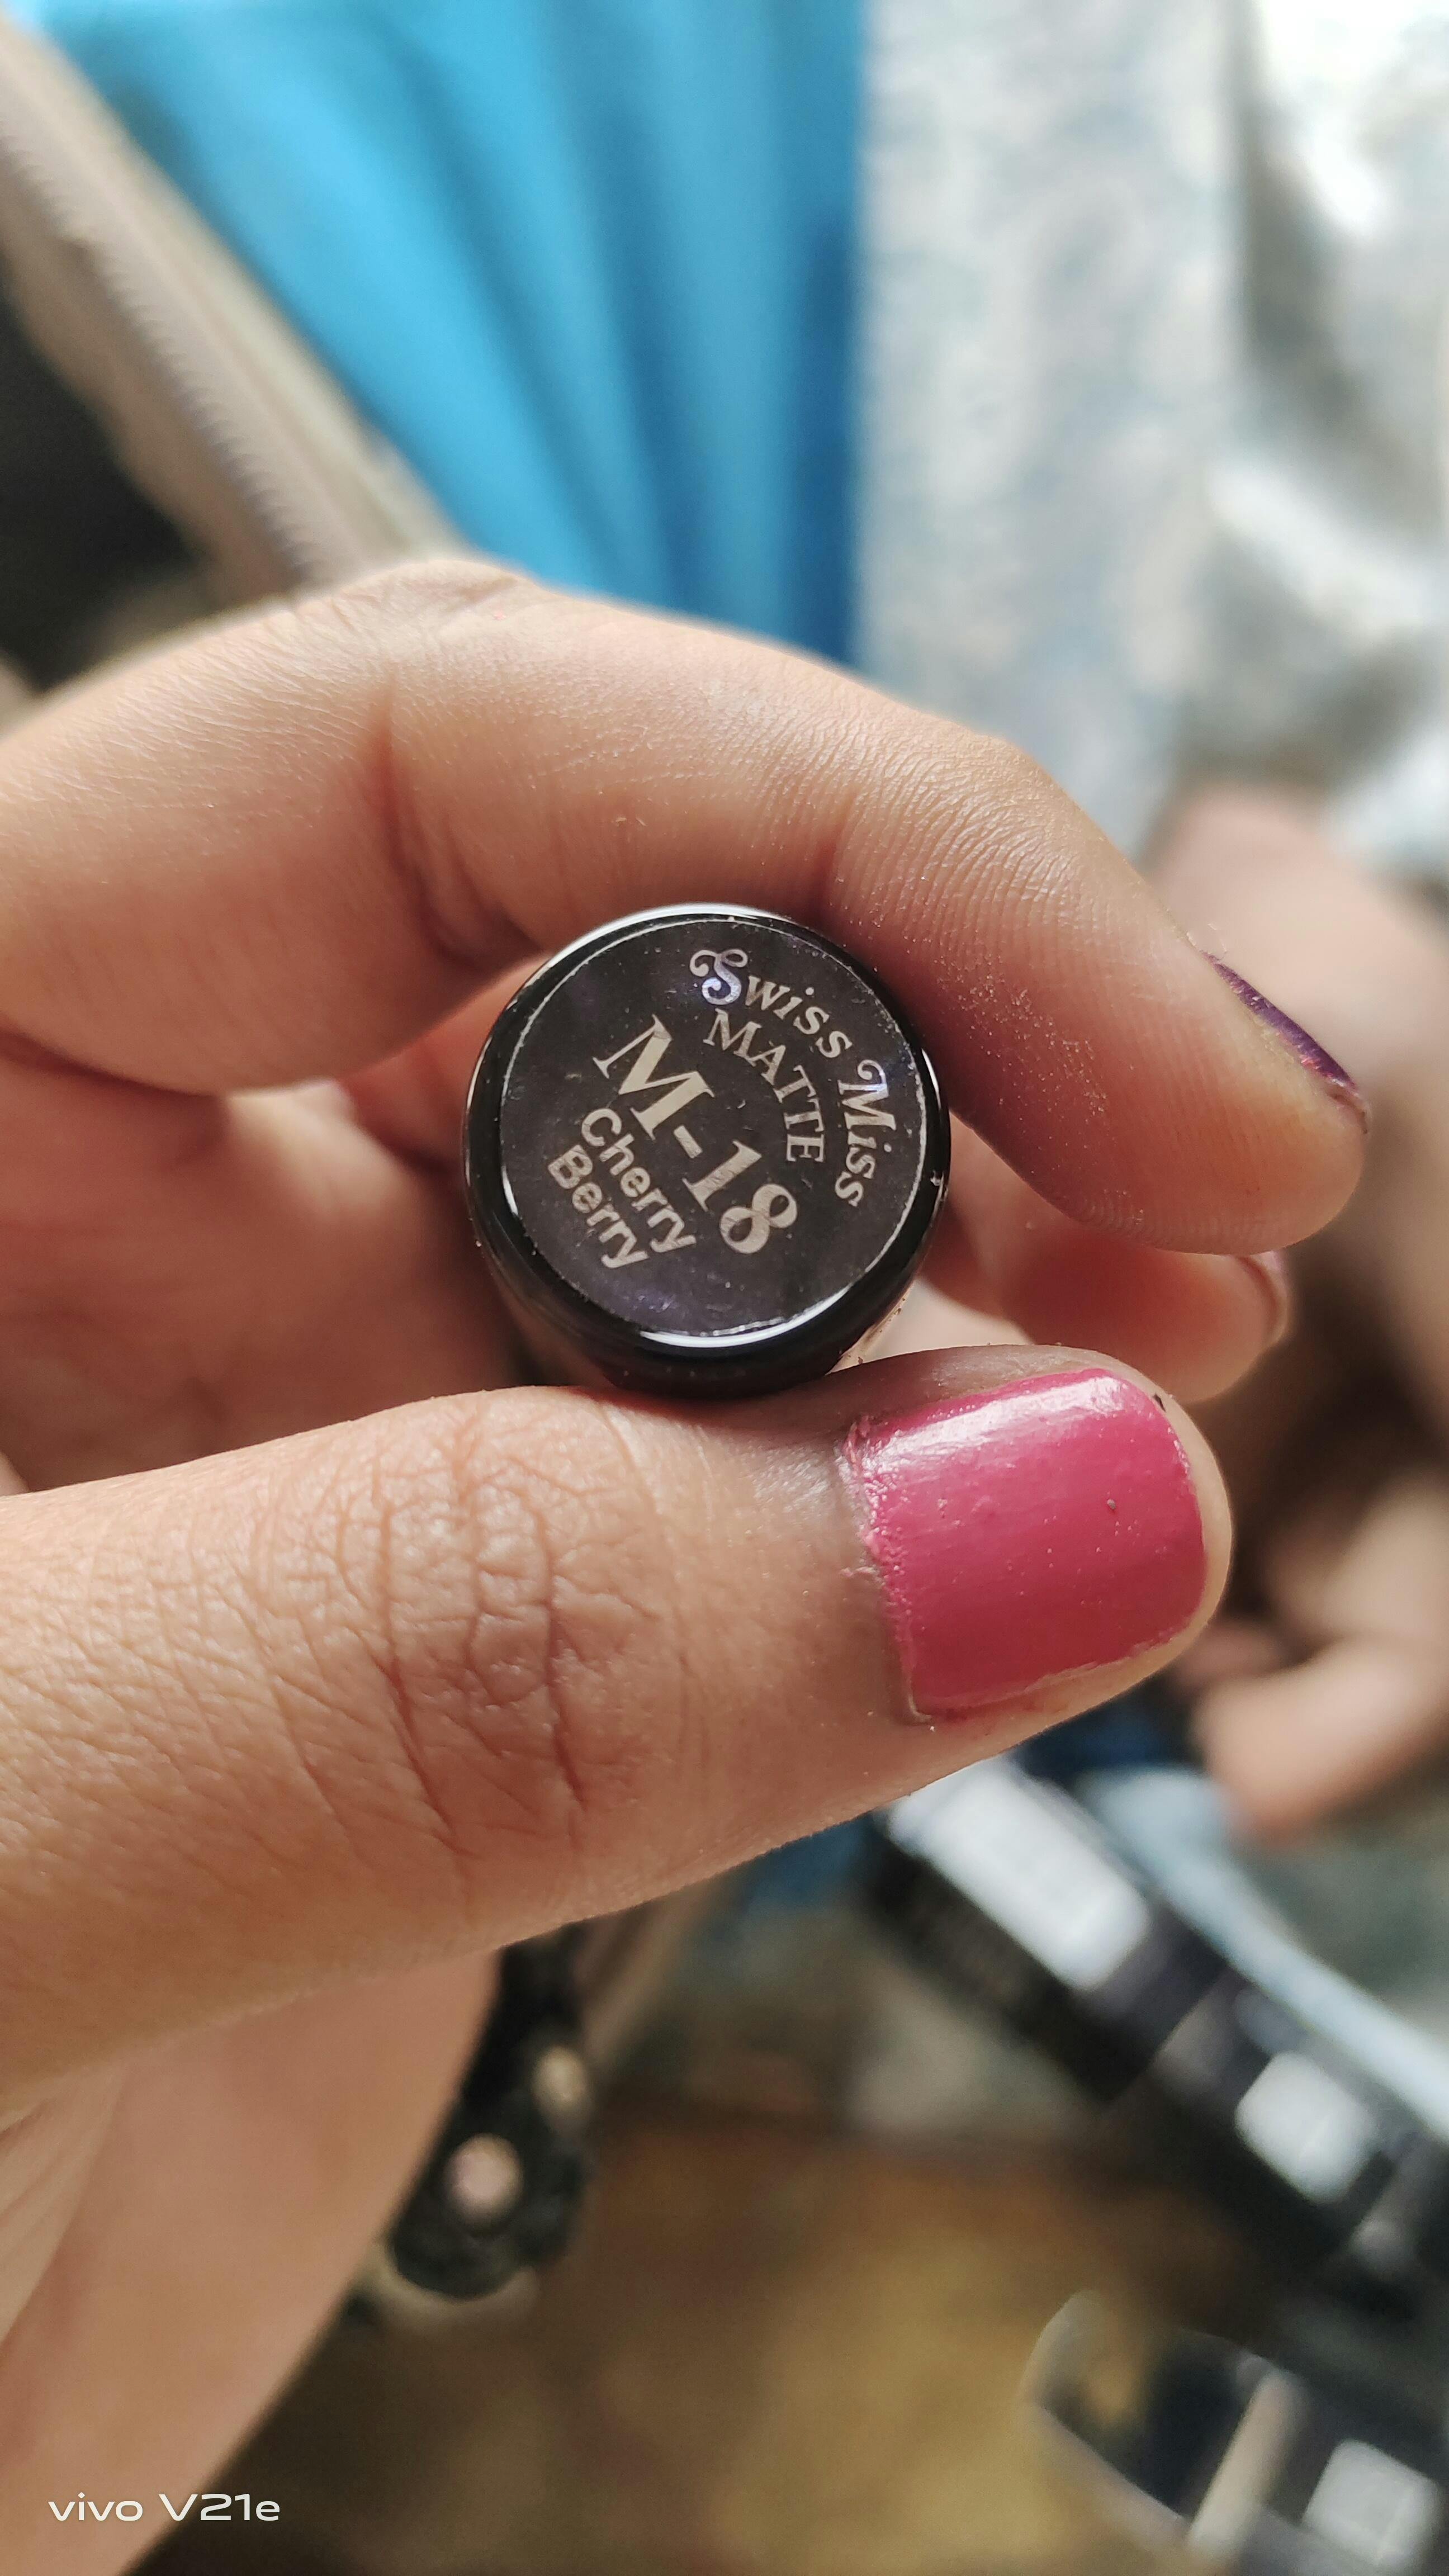 Swiss Miss
MATTE
M-18
Cherry
Berry
vivo V21e